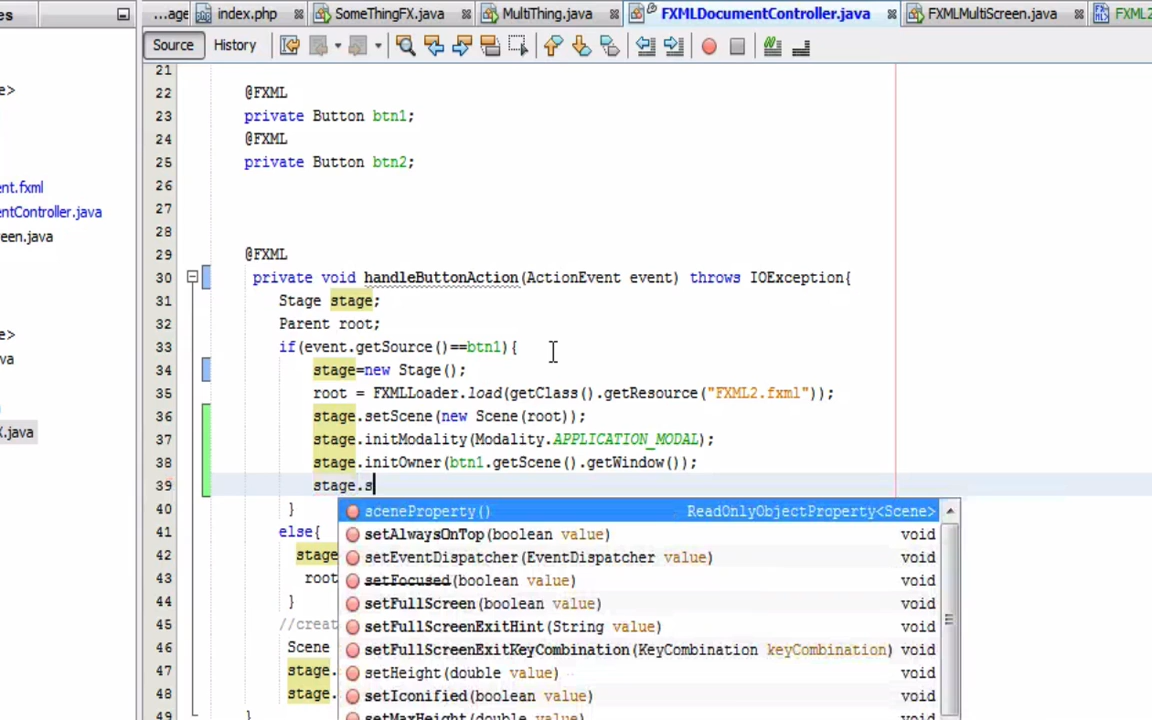 es
...age
index.php
SomeThingFX.java
MultiThing.java
FXMLDocumentController.java
FXMLMultiScreen.java
FXML2
Source History
e>
ent.fxml
entController.java
een.java
e>
va
X.java
21
22 @FXML
23 private Button btn1;
24 @FXML
25 private Button btn2;
26
27
28
29 @FXML
30 private void handleButtonAction(ActionEvent event) throws IOException{
31 Stage stage;
32 Parent root;
33 if(event.getSource()==btn1){
34 stage=new Stage();
35 root = FXMLLoader.load(getClass().getResource("FXML2.fxml"));
36 stage.setScene(new Scene(root));
37 stage.initModality(Modality.APPLICATION_MODAL);
38 stage.initOwner(btn1.getScene().getWindow());
39 stage.s
40 }
41 else{
42 stage
43 root
44 }
45 //creat
46 Scene
47 stage.
48 stage.
49 }
sceneProperty() ReadOnlyObjectProperty<Scene>
setAlwaysOnTop(boolean value) void
setEventDispatcher(EventDispatcher value) void
setFocused(boolean value) void
setFullScreen(boolean value) void
setFullScreenExitHint(String value) void
setFullScreenExitKeyCombination(KeyCombination keyCombination) void
setHeight(double value) void
setIconified(boolean value) void
setMaxHeight(double value) void